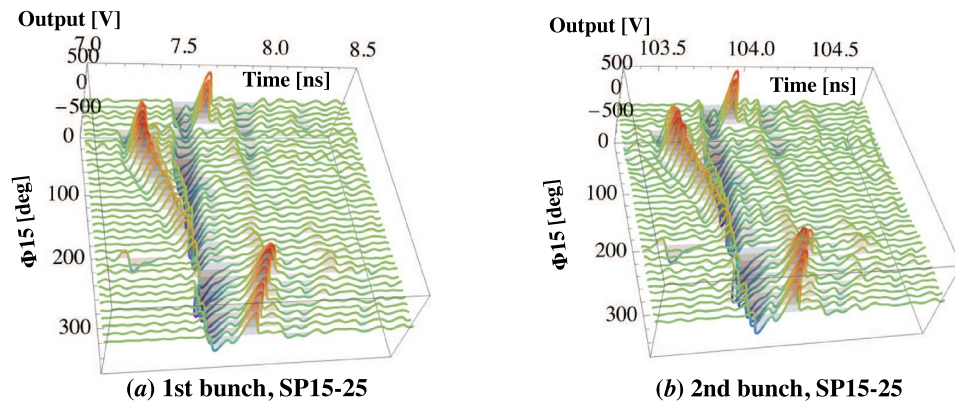 Output [V]
7.0 7.5 8.0 8.5
500
0
−500
Time [ns]
0
100
200
300
Φ15 [deg]
(a) 1st bunch, SP15-25
Output [V]
103.5 104.0 104.5
500
0
−500
Time [ns]
0
100
200
300
Φ15 [deg]
(b) 2nd bunch, SP15-25